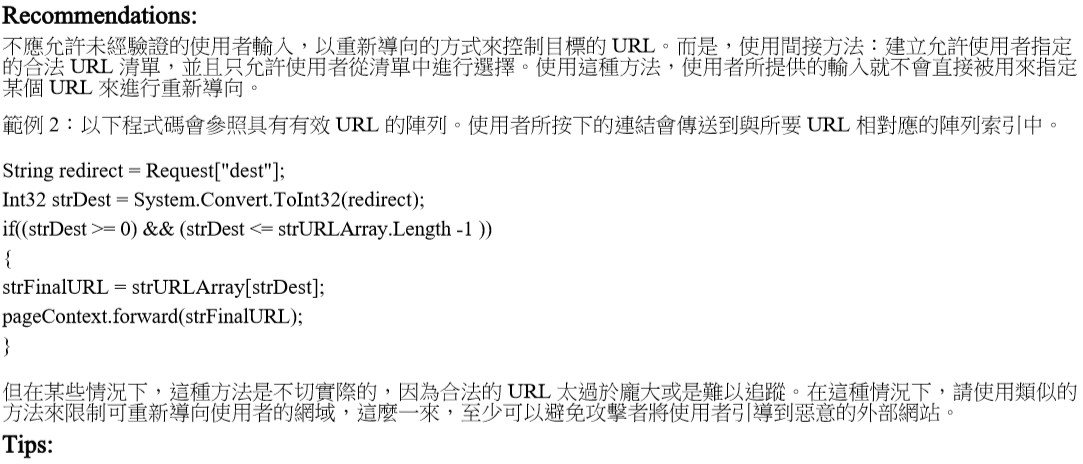 Recommendations:
不應允許未經驗證的使用者輸入，以重新導向的方式來控制目標的 URL。而是，使用間接方法：建立允許使用者指定
的合法 URL 清單，並且只允許使用者從清單中進行選擇。使用這種方法，使用者所提供的輸入就不會直接被用來指定
某個 URL 來進行重新導向。
範例 2：以下程式碼會參照具有有效 URL 的陣列。使用者所按下的連結會傳送到與所要 URL 相對應的陣列索引中。
String redirect = Request["dest"];
Int32 strDest = System.Convert.ToInt32(redirect);
if((strDest >= 0) && (strDest <= strURLArray.Length -1 ))
{
strFinalURL = strURLArray[strDest];
pageContext.forward(strFinalURL);
}
但在某些情況下，這種方法是不切實際的，因為合法的 URL 太過於龐大或是難以追蹤。在這種情況下，請使用類似的
方法來限制可重新導向使用者的網域，這麼一來，至少可以避免攻擊者將使用者引導到惡意的外部網站。
Tips: